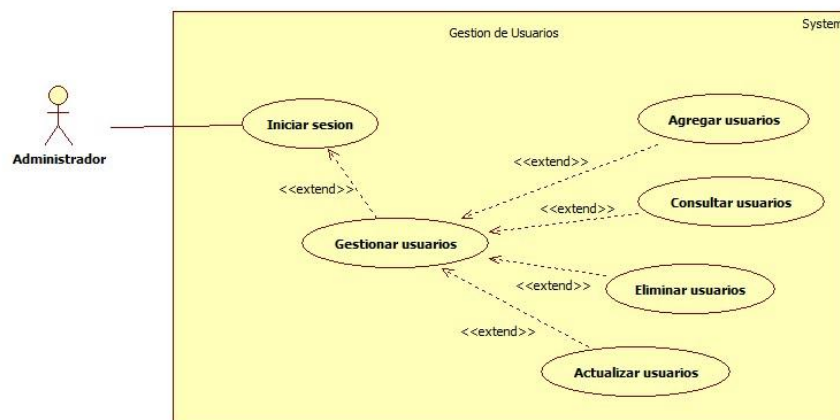 System
Gestion de Usuarios
Administrador
Iniciar sesion
Agregar usuarios
<<extend>>
<<extend>>
Consultar usuarios
<<extend>>
Gestionar usuarios
<<extend>>
Eliminar usuarios
<<extend>>
Actualizar usuarios